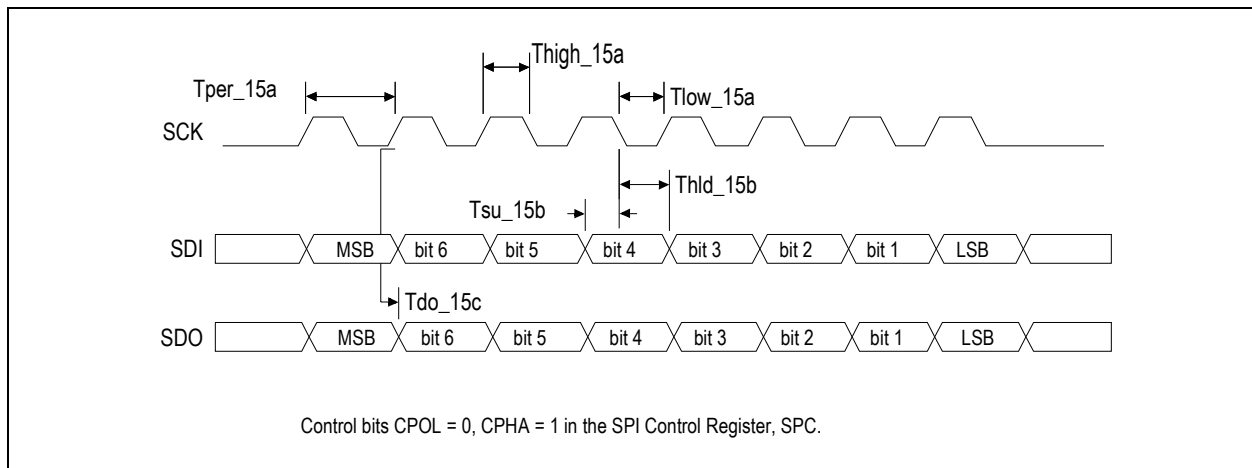 Thigh_15a
Tper_15a
Tlow_15a
SCK
Thld_15b
Tsu_15b
SDI MSB bit 6 bit 5 bit 4 bit 3 bit 2 bit 1 LSB
Tdo_15c
SDO MSB bit 6 bit 5 bit 4 bit 3 bit 2 bit 1 LSB
Control bits CPOL = 0, CPHA = 1 in the SPI Control Register, SPC.